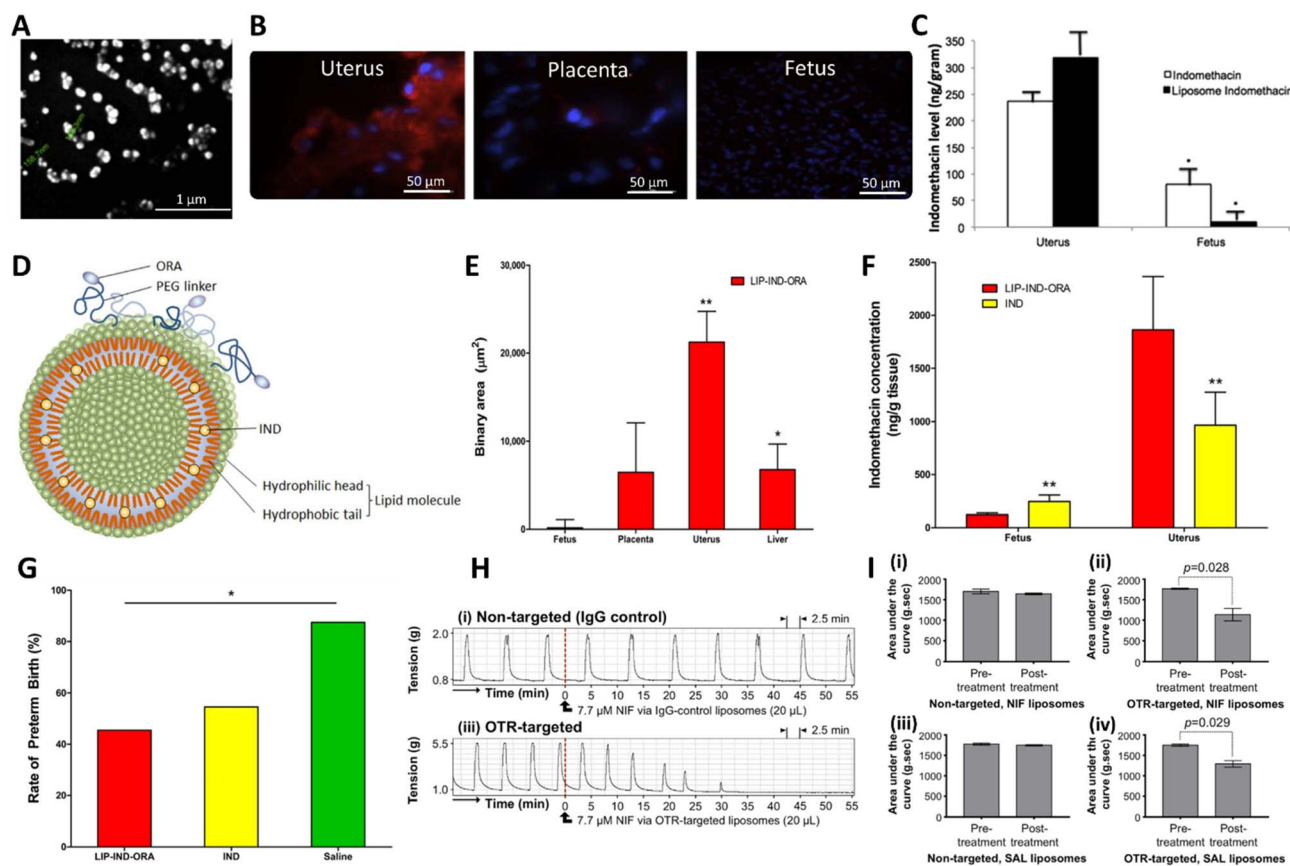 A
1 μm
B
Uterus
50 μm
Placenta
50 μm
Fetus
50 μm
C
Indomethacin level (ng/gram)
350
300
250
200
150
100
50
0
Indomethacin
Liposome Indomethacin
*
*
Uterus
Fetus
D
ORA
PEG linker
IND
Hydrophilic head
Hydrophobic tail
Lipid molecule
E
Binary area (μm²)
30,000
20,000
10,000
0
LIP-IND-ORA
**
*
Fetus
Placenta
Uterus
Liver
F
Indomethacin concentration
(ng/g tissue)
2500
2000
1500
1000
500
0
LIP-IND-ORA
IND
**
**
Fetus
Uterus
G
Rate of Preterm Birth (%)
100
80
60
40
20
0
*
LIP-IND-ORA
IND
Saline
H
(i) Non-targeted (IgG control)
2.5 min
Tension (g)
2.0
0.8
Time (min)
0 5 10 15 20 25 30 35 40 45 50 55
7.7 μM NIF via IgG-control liposomes (20 μL)
(iii) OTR-targeted
2.5 min
Tension (g)
5.5
1.0
Time (min)
0 5 10 15 20 25 30 35 40 45 50 55
7.7 μM NIF via OTR-targeted liposomes (20 μL)
I
(i)
Area under the
curve (g.sec)
2000
1500
1000
500
0
Pre-
treatment
Post-
treatment
Non-targeted, NIF liposomes
(ii)
p=0.028
Area under the
curve (g.sec)
2000
1500
1000
500
0
Pre-
treatment
Post-
treatment
OTR-targeted, NIF liposomes
(iii)
Area under the
curve (g.sec)
2000
1500
1000
500
0
Pre-
treatment
Post-
treatment
Non-targeted, SAL liposomes
(iv)
p=0.029
Area under the
curve (g.sec)
2000
1500
1000
500
0
Pre-
treatment
Post-
treatment
OTR-targeted, SAL liposomes